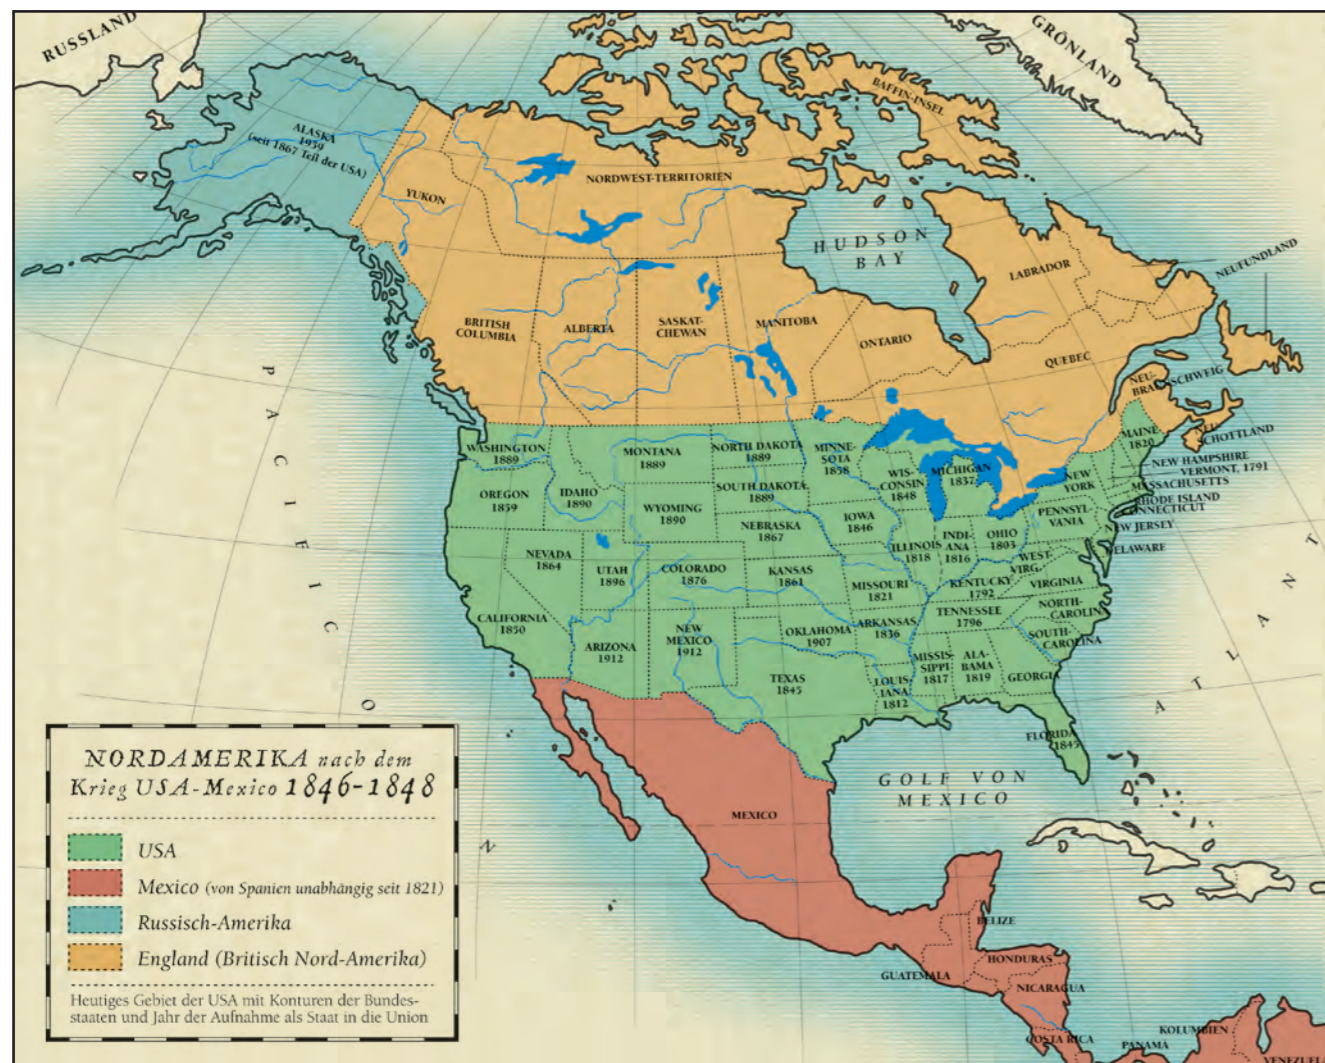 RUSSLAND
GRÖNLAND
BAFFIN-INSEL
ALASKA
1959
(seit 1867 Teil der USA)
YUKON
NORDWEST-TERRITORIEN
HUDSON
BAY
LABRADOR
NEUFUNDLAND
BRITISH
COLUMBIA
ALBERTA
SASKAT-
CHEWAN
MANITOBA
ONTARIO
QUEBEC
NEU-
BRAUNSCHWEIG
NEU-
SCHOTTLAND
PACIFIC
OCEAN
WASHINGTON
1889
MONTANA
1889
NORTH DAKOTA
1889
MINNE-
SOTA
1858
WIS-
CONSIN
1848
MICHIGAN
1837
MAINE
1820
NEW HAMPSHIRE
VERMONT, 1791
MASSACHUSETTS
RHODE ISLAND
CONNECTICUT
NEW JERSEY
DELAWARE
NEW
YORK
PENNSYL-
VANIA
OREGON
1859
IDAHO
1890
WYOMING
1890
SOUTH DAKOTA
1889
NEBRASKA
1867
IOWA
1846
ILLINOIS
1818
INDI-
ANA
1816
OHIO
1803
WEST-
VIRG.
VIRGINIA
NEVADA
1864
UTAH
1896
COLORADO
1876
KANSAS
1861
MISSOURI
1821
KENTUCKY
1792
TENNESSEE
1796
NORTH-
CAROLINA
SOUTH-
CAROLINA
CALIFORNIA
1850
ARIZONA
1912
NEW
MEXICO
1912
OKLAHOMA
1907
ARKANSAS
1836
MISSIS
SIPPI
1817
ALA-
BAMA
1819
GEORGIA
TEXAS
1845
LOUIS-
IANA
1812
FLORIDA
1845
ATLANT
GOLF VON
MEXICO
MEXICO
BELIZE
HONDURAS
GUATEMALA
NICARAGUA
COSTA RICA
PANAMA
KOLUMBIEN
NORDAMERIKA nach dem
Krieg USA-Mexico 1846-1848
USA
Mexico (von Spanien unabhängig seit 1821)
Russisch-Amerika
England (Britisch Nord-Amerika)
Heutiges Gebiet der USA mit Konturen der Bundes-
staaten und Jahr der Aufnahme als Staat in die Union